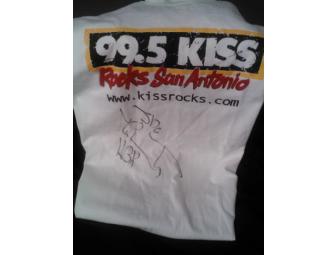 99.5 KISS
Rocks San Antonio
www.kissrocks.com